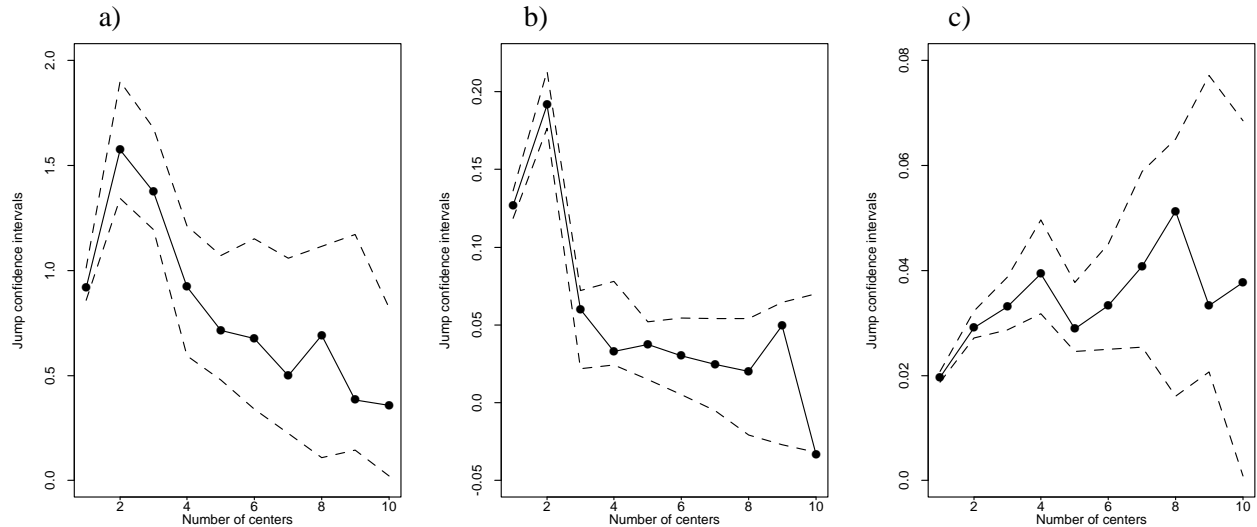 a)
Jump confidence intervals
0.0 0.5 1.0 1.5 2.0
2 4 6 8 10
Number of centers
b)
Jump confidence intervals
-0.05 0.0 0.05 0.10 0.15 0.20
2 4 6 8 10
Number of centers
c)
Jump confidence intervals
0.0 0.02 0.04 0.06 0.08
2 4 6 8 10
Number of centers